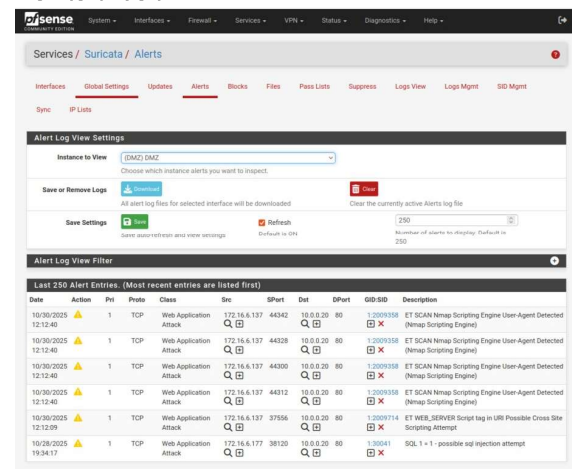 pfsense
COMMUNITY EDITION
System Interfaces Firewall Services VPN Status Diagnostics Help
Services / Suricata / Alerts
Interfaces Global Settings Updates Alerts Blocks Files Pass Lists Suppress Logs View Logs Mgmt SID Mgmt
Sync IP Lists
Alert Log View Settings
Instance to View (DMZ) DMZ
Choose which instance alerts you want to inspect.
Save or Remove Logs Download Clear
All alert log files for selected interface will be downloaded Clear the currently active Alerts log file
Save Settings Save Refresh 250
Save auto-refresh and view settings Default is ON Number of alerts to display. Default is
250
Alert Log View Filter
Last 250 Alert Entries. (Most recent entries are listed first)
Date Action Pri Proto Class Src SPort Dst DPort GID:SID Description
10/30/2025 1 TCP Web Application 172.16.6.137 44342 10.0.0.20 80 1:2009358 ET SCAN Nmap Scripting Engine User-Agent Detected
12:12:40 Attack (Nmap Scripting Engine)
10/30/2025 1 TCP Web Application 172.16.6.137 44328 10.0.0.20 80 1:2009358 ET SCAN Nmap Scripting Engine User-Agent Detected
12:12:40 Attack (Nmap Scripting Engine)
10/30/2025 1 TCP Web Application 172.16.6.137 44300 10.0.0.20 80 1:2009358 ET SCAN Nmap Scripting Engine User-Agent Detected
12:12:40 Attack (Nmap Scripting Engine)
10/30/2025 1 TCP Web Application 172.16.6.137 44312 10.0.0.20 80 1:2009358 ET SCAN Nmap Scripting Engine User-Agent Detected
12:12:40 Attack (Nmap Scripting Engine)
10/30/2025 1 TCP Web Application 172.16.6.137 37556 10.0.0.20 80 1:2009714 ET WEB_SERVER Script tag in URI Possible Cross Site
12:12:09 Attack Scripting Attempt
10/28/2025 1 TCP Web Application 172.16.6.177 38120 10.0.0.20 80 1:30041 SQL 1 = 1 - possible sql injection attempt
19:34:17 Attack